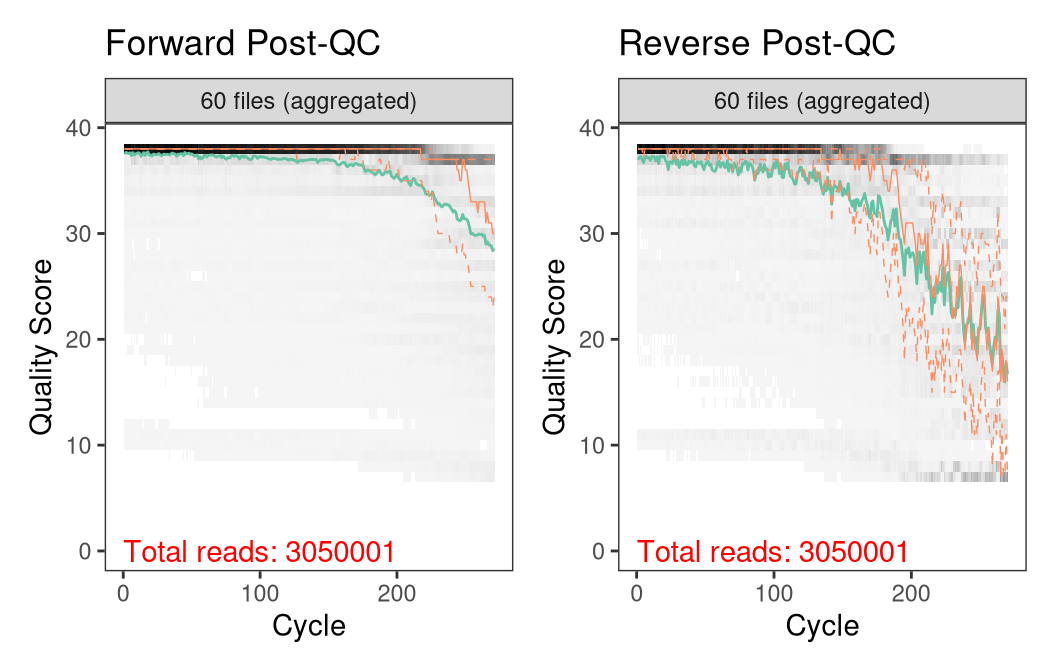 Forward Post-QC
60 files (aggregated)
Quality Score
40
30
20
10
0
Total reads: 3050001
0 100 200
Cycle
Reverse Post-QC
60 files (aggregated)
Quality Score
40
30
20
10
0
Total reads: 3050001
0 100 200
Cycle